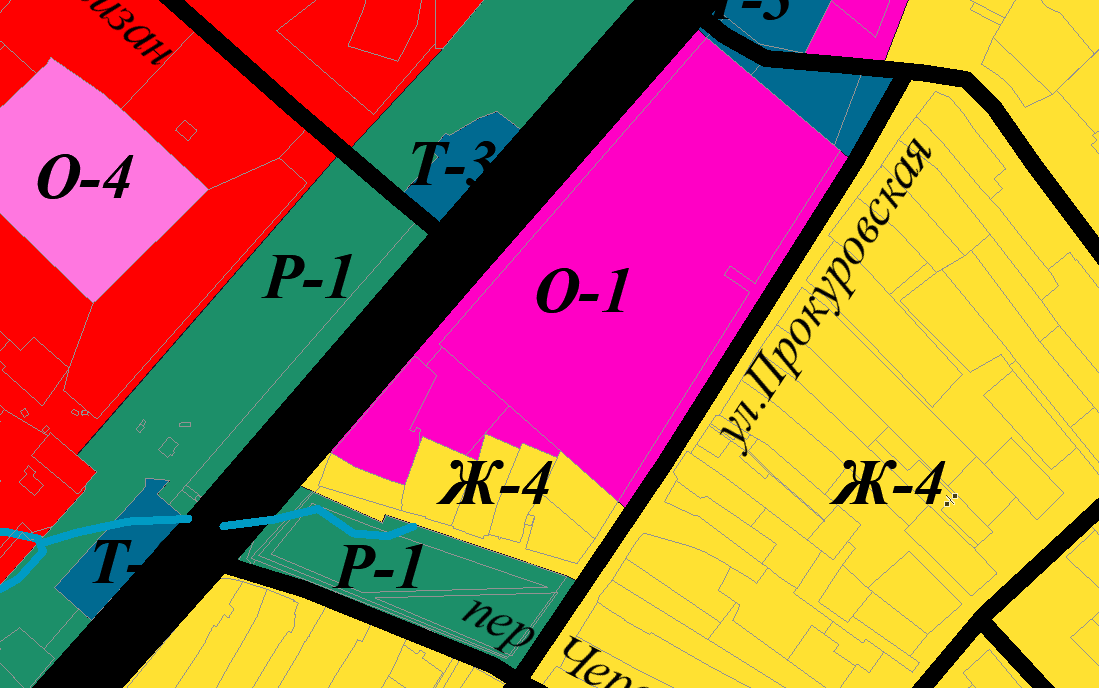 О-4
Т-3
Р-1
О-1
ул.Прокуровская
Ж-4
Ж-4
Т-
Р-1
пер